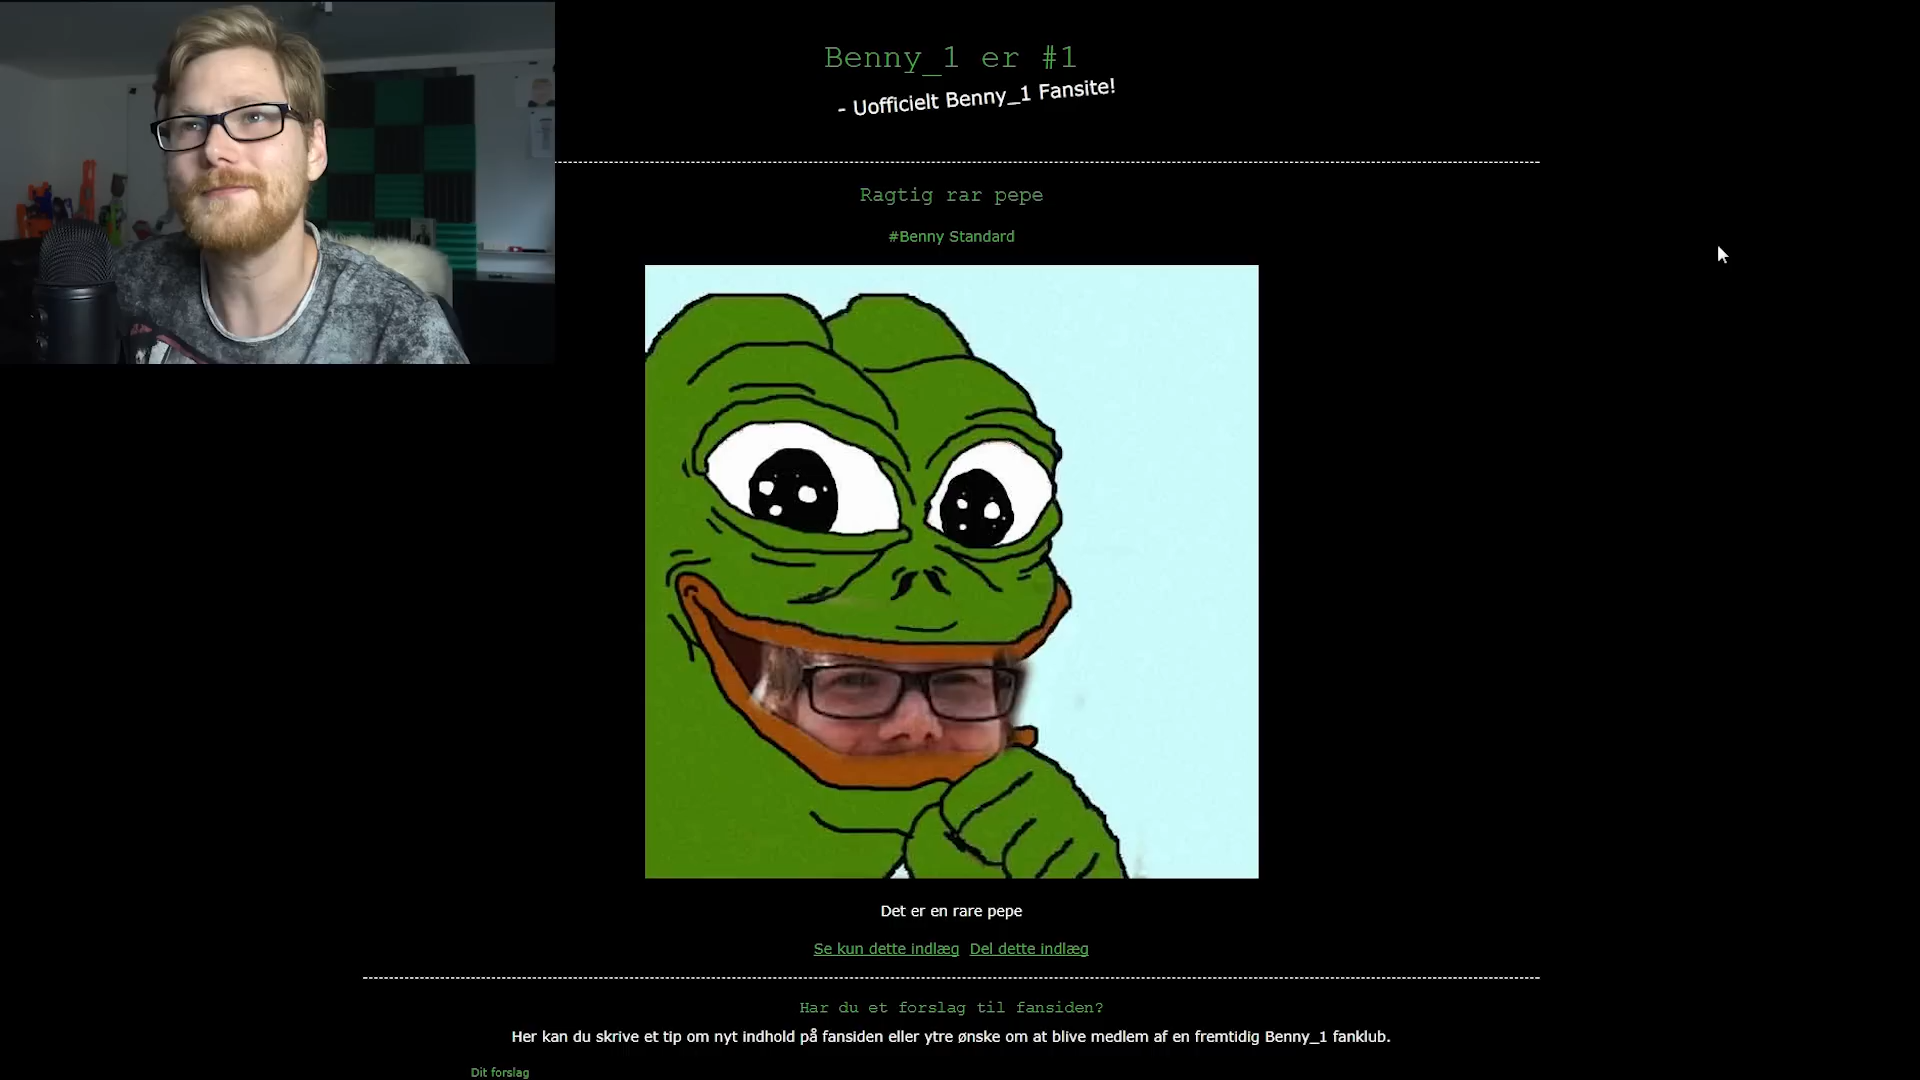 Benny_1 er #1
- Uofficielt Benny_1 Fansite!
Ragtig rar pepe
#Benny Standard
Det er en rare pepe
Se kun dette indlæg Del dette indlæg
Har du et forslag til fansiden?
Her kan du skrive et tip om nyt indhold på fansiden eller ytre ønske om at blive medlem af en fremtidig Benny_1 fanklub.
Dit forslag